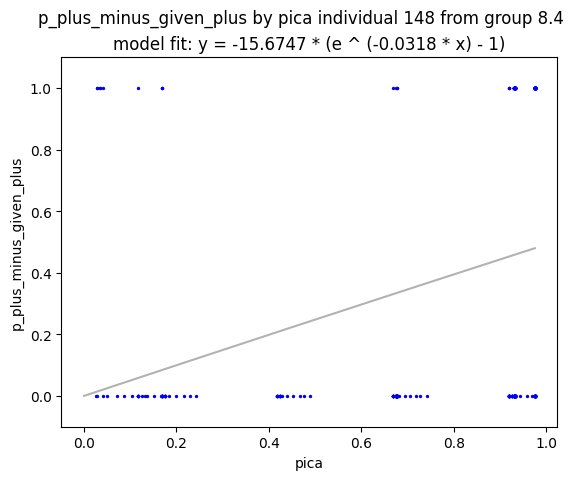 p_plus_minus_given_plus by pica individual 148 from group 8.4
model fit: y = -15.6747 * (e ^ (-0.0318 * x) - 1)
p_plus_minus_given_plus
1.0
0.8
0.6
0.4
0.2
0.0
0.0 0.2 0.4 0.6 0.8 1.0
pica